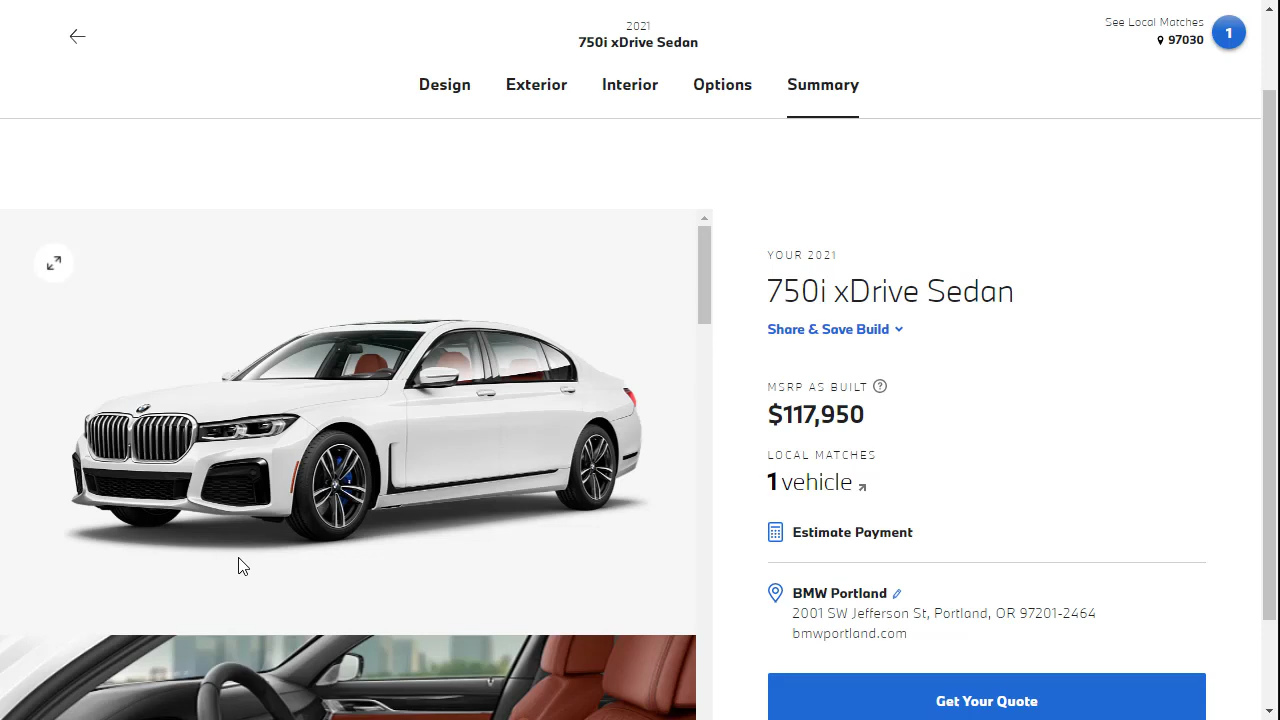 2021
750i xDrive Sedan
See Local Matches
97030
1
Design
Exterior
Interior
Options
Summary
YOUR 2021
750i xDrive Sedan
Share & Save Build
MSRP AS BUILT ?
$117,950
LOCAL MATCHES
1 vehicle
Estimate Payment
BMW Portland
2001 SW Jefferson St, Portland, OR 97201-2464
bmwportland.com
Get Your Quote